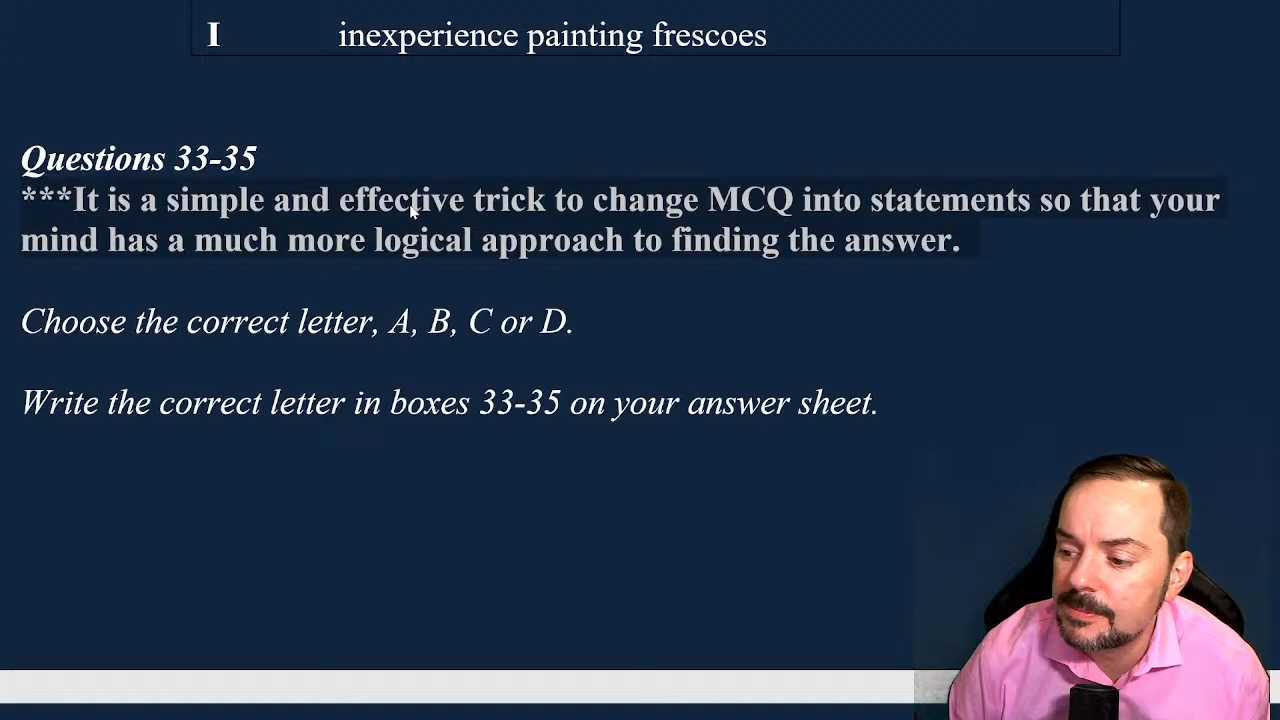 I inexperience painting frescoes
Questions 33-35
***It is a simple and effective trick to change MCQ into statements so that your
mind has a much more logical approach to finding the answer.
Choose the correct letter, A, B, C or D.
Write the correct letter in boxes 33-35 on your answer sheet.